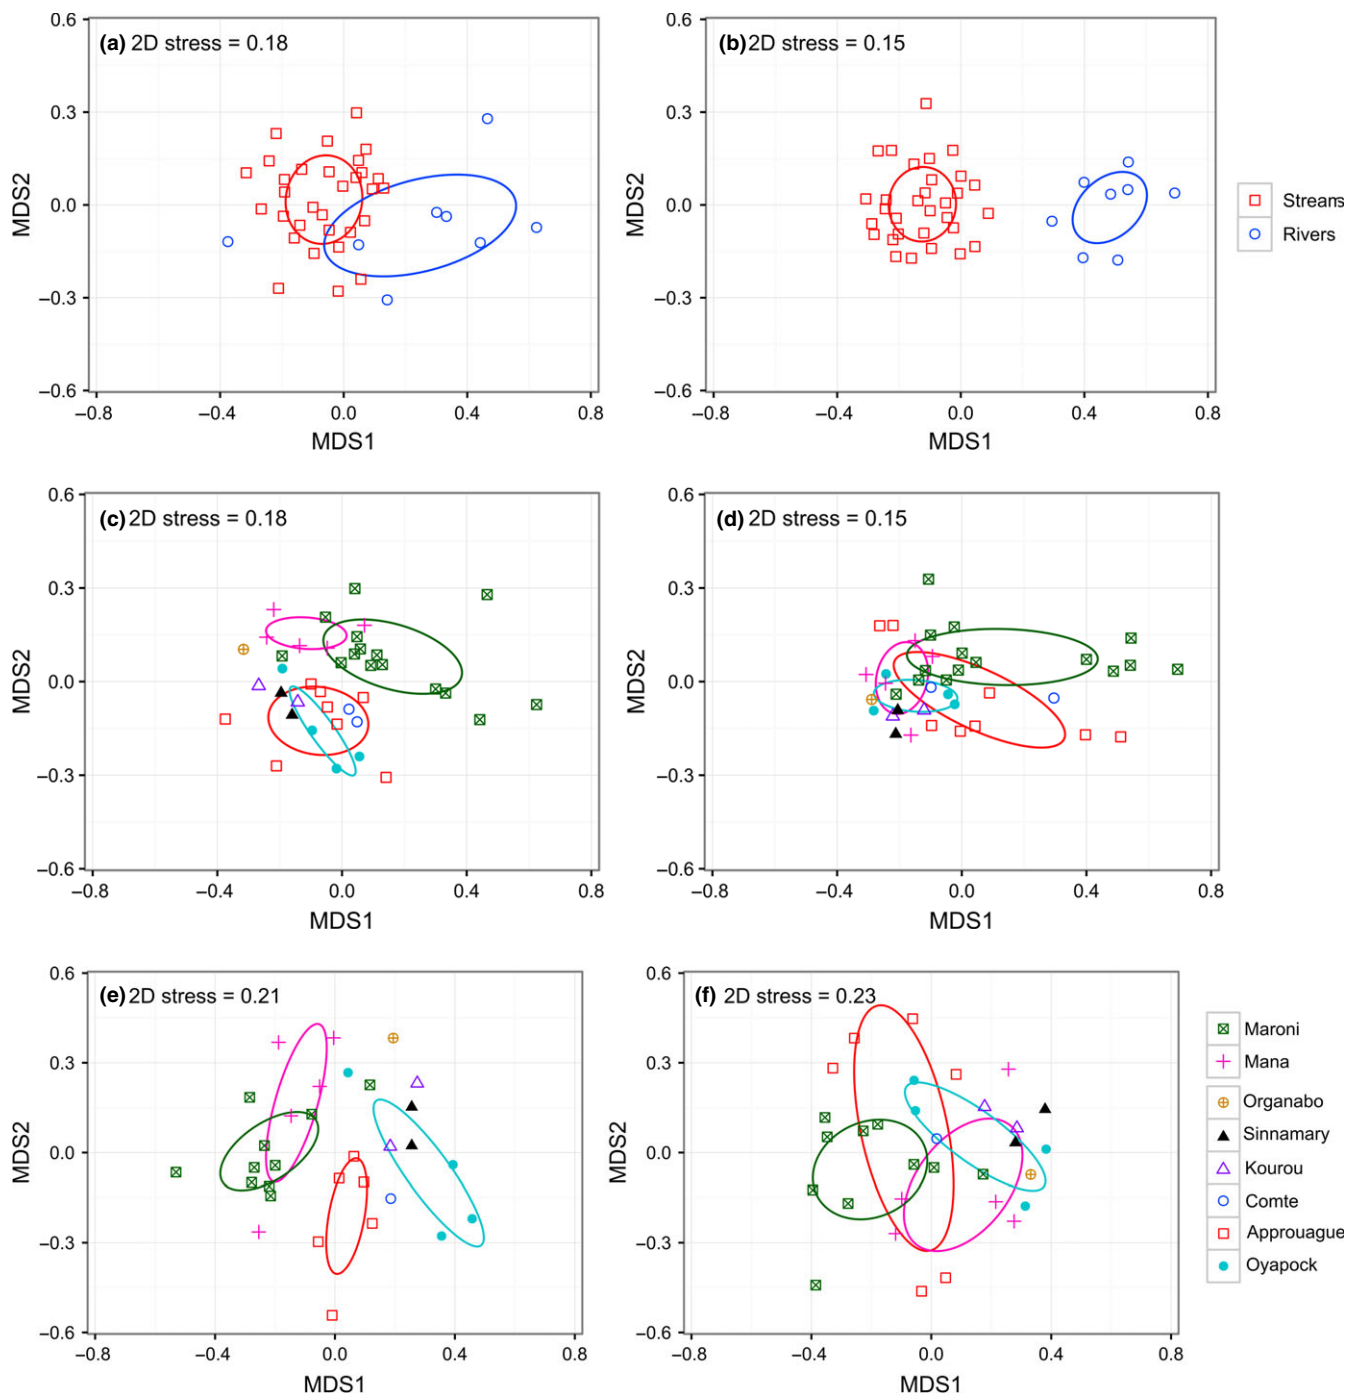 (a) 2D stress = 0.18
0.6
0.3
0.0
−0.3
−0.6
MDS2
−0.8
−0.4
0.0
0.4
0.8
MDS1
(b) 2D stress = 0.15
0.6
0.3
0.0
−0.3
−0.6
MDS2
−0.8
−0.4
0.0
0.4
0.8
MDS1
Streans
Rivers
(c) 2D stress = 0.18
0.6
0.3
0.0
−0.3
−0.6
MDS2
−0.8
−0.4
0.0
0.4
0.8
MDS1
(d) 2D stress = 0.15
0.6
0.3
0.0
−0.3
−0.6
MDS2
−0.8
−0.4
0.0
0.4
0.8
MDS1
(e) 2D stress = 0.21
0.6
0.3
0.0
−0.3
−0.6
MDS2
−0.8
−0.4
0.0
0.4
0.8
MDS1
(f) 2D stress = 0.23
0.6
0.3
0.0
−0.3
−0.6
MDS2
−0.8
−0.4
0.0
0.4
0.8
MDS1
Maroni
Mana
Organabo
Sinnamary
Kourou
Comte
Approuague
Oyapock